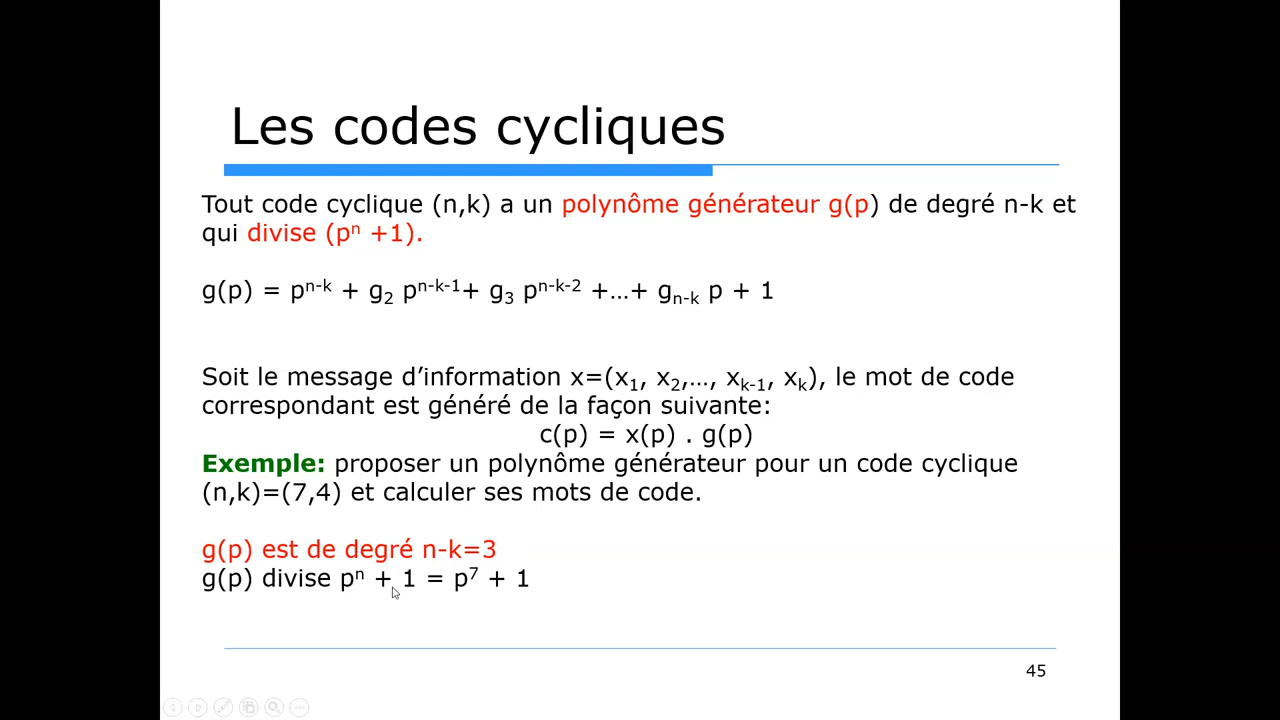 Les codes cycliques
Tout code cyclique (n,k) a un polynôme générateur g(p) de degré n-k et
qui divise (pⁿ +1).
g(p) = pⁿ⁻ᵏ + g₂ pⁿ⁻ᵏ⁻¹+ g₃ pⁿ⁻ᵏ⁻² +…+ gₙ₋ₖ p + 1
Soit le message d’information x=(x₁, x₂,…, xₖ₋₁, xₖ), le mot de code
correspondant est généré de la façon suivante:
c(p) = x(p) . g(p)
Exemple: proposer un polynôme générateur pour un code cyclique
(n,k)=(7,4) et calculer ses mots de code.
g(p) est de degré n-k=3
g(p) divise pⁿ + 1 = p⁷ + 1
45